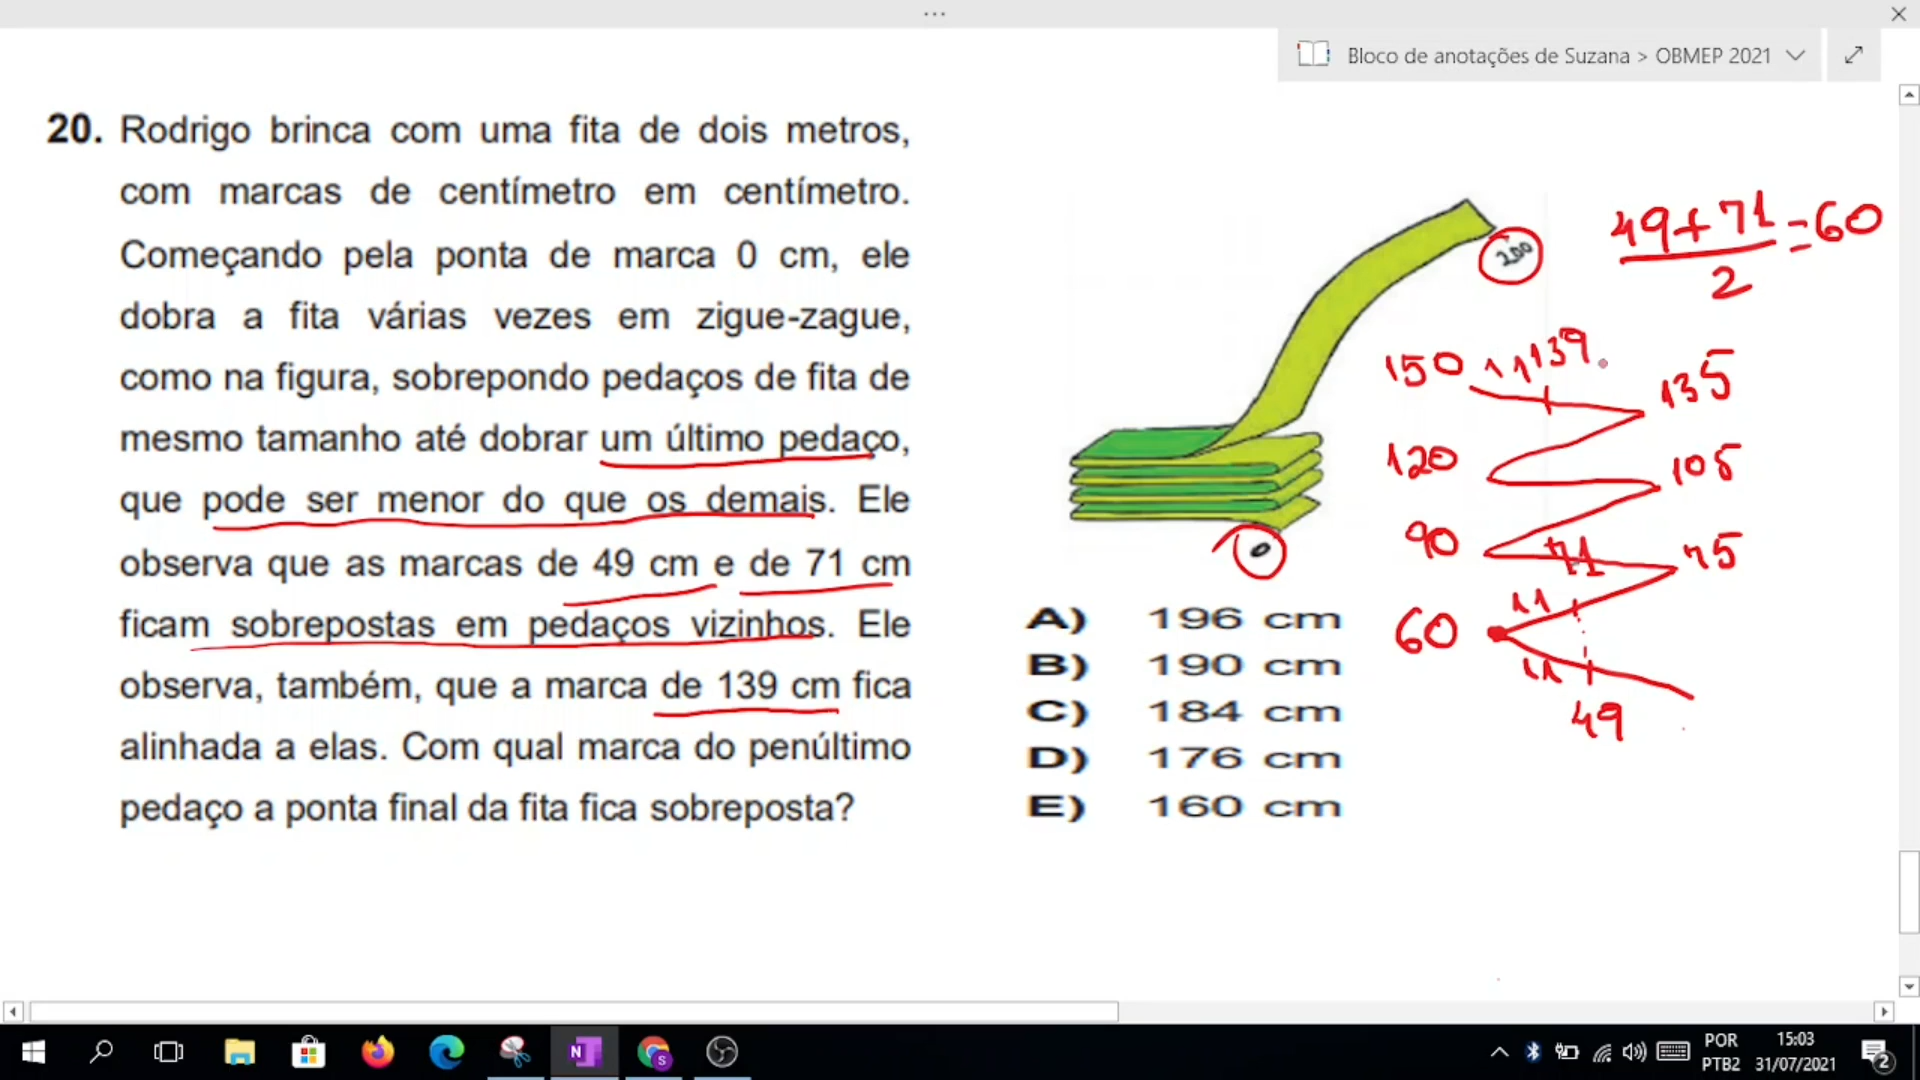 Bloco de anotações de Suzana > OBMEP 2021
20. Rodrigo brinca com uma fita de dois metros,
com marcas de centímetro em centímetro.
Começando pela ponta de marca 0 cm, ele
dobra a fita várias vezes em zigue-zague,
como na figura, sobrepondo pedaços de fita de
mesmo tamanho até dobrar um último pedaço,
que pode ser menor do que os demais. Ele
observa que as marcas de 49 cm e de 71 cm
ficam sobrepostas em pedaços vizinhos. Ele
observa, também, que a marca de 139 cm fica
alinhada a elas. Com qual marca do penúltimo
pedaço a ponta final da fita fica sobreposta?
200
0
A) 196 cm
B) 190 cm
C) 184 cm
D) 176 cm
E) 160 cm
49+71
2
=60
150 11 139 135
120 105
90 71 75
11
60
11
49
N
S
POR
PTB2
15:03
31/07/2021
2